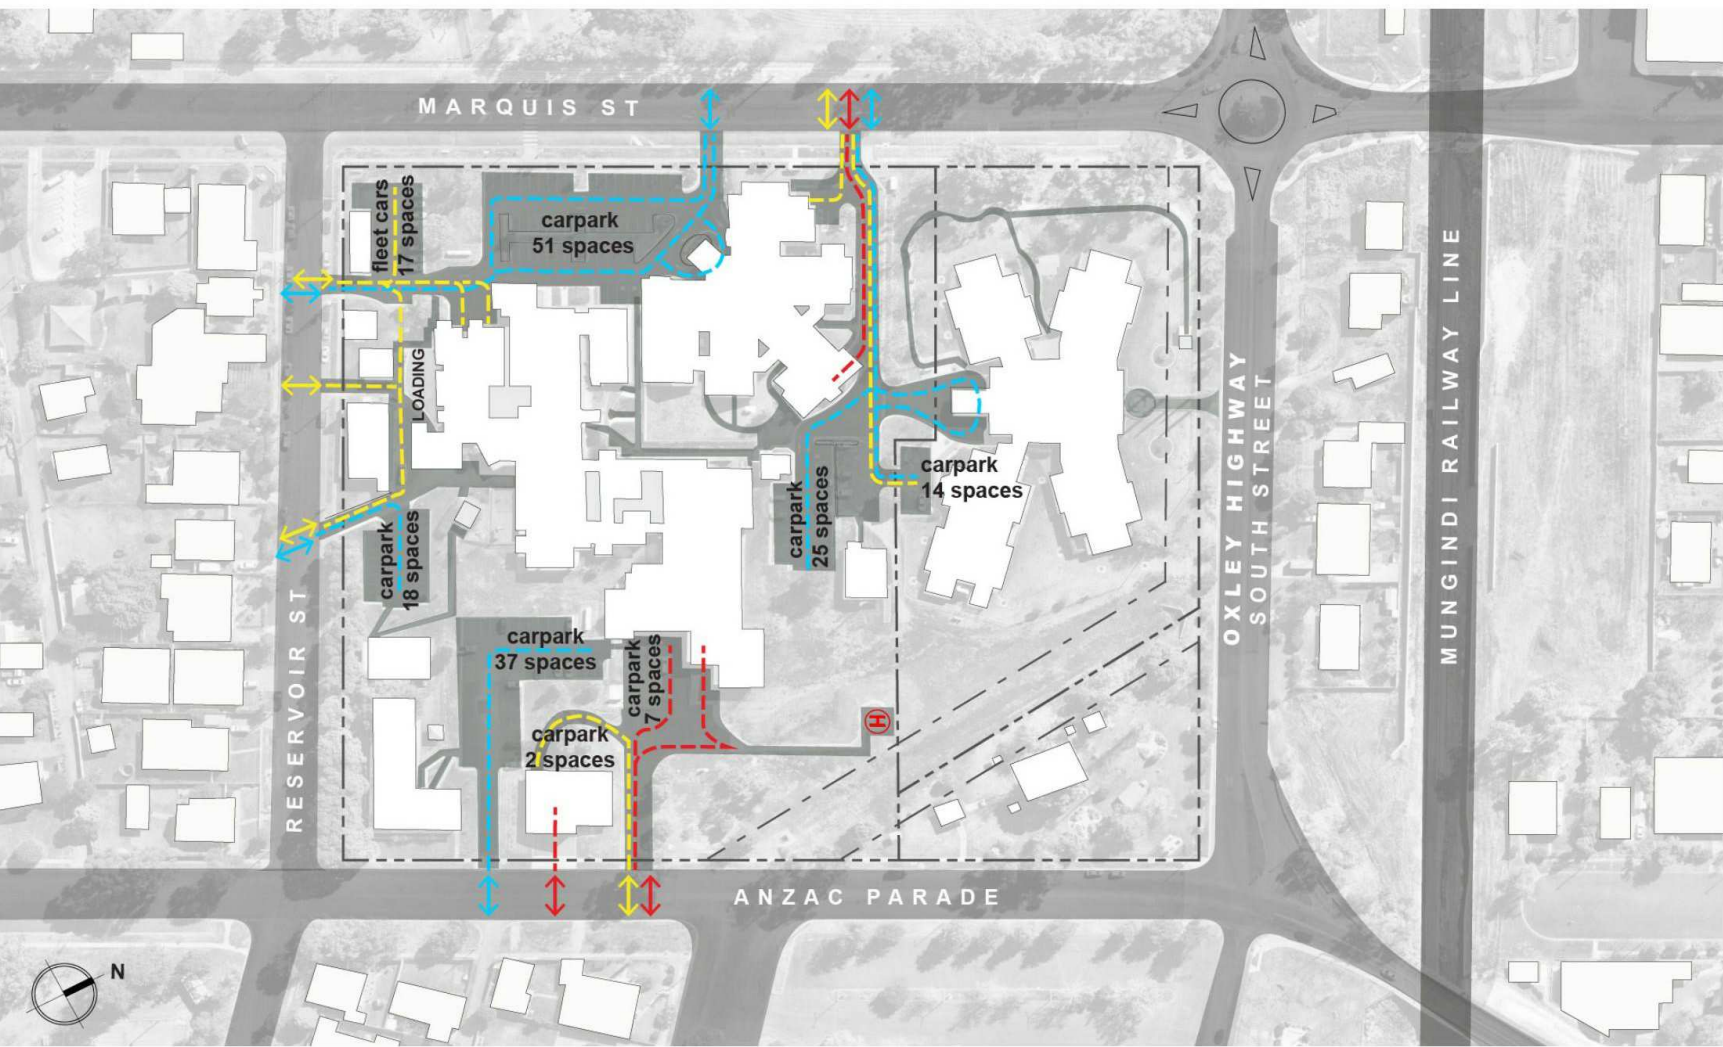 MARQUIS ST
fleet cars
17 spaces
carpark
51 spaces
LOADING
carpark
14 spaces
carpark
25 spaces
carpark
18 spaces
carpark
37 spaces
carpark
7 spaces
carpark
2 spaces
H
RESERVOIR ST
OXLEY HIGHWAY
SOUTH STREET
MUNGINDI RAILWAY LINE
ANZAC PARADE
N